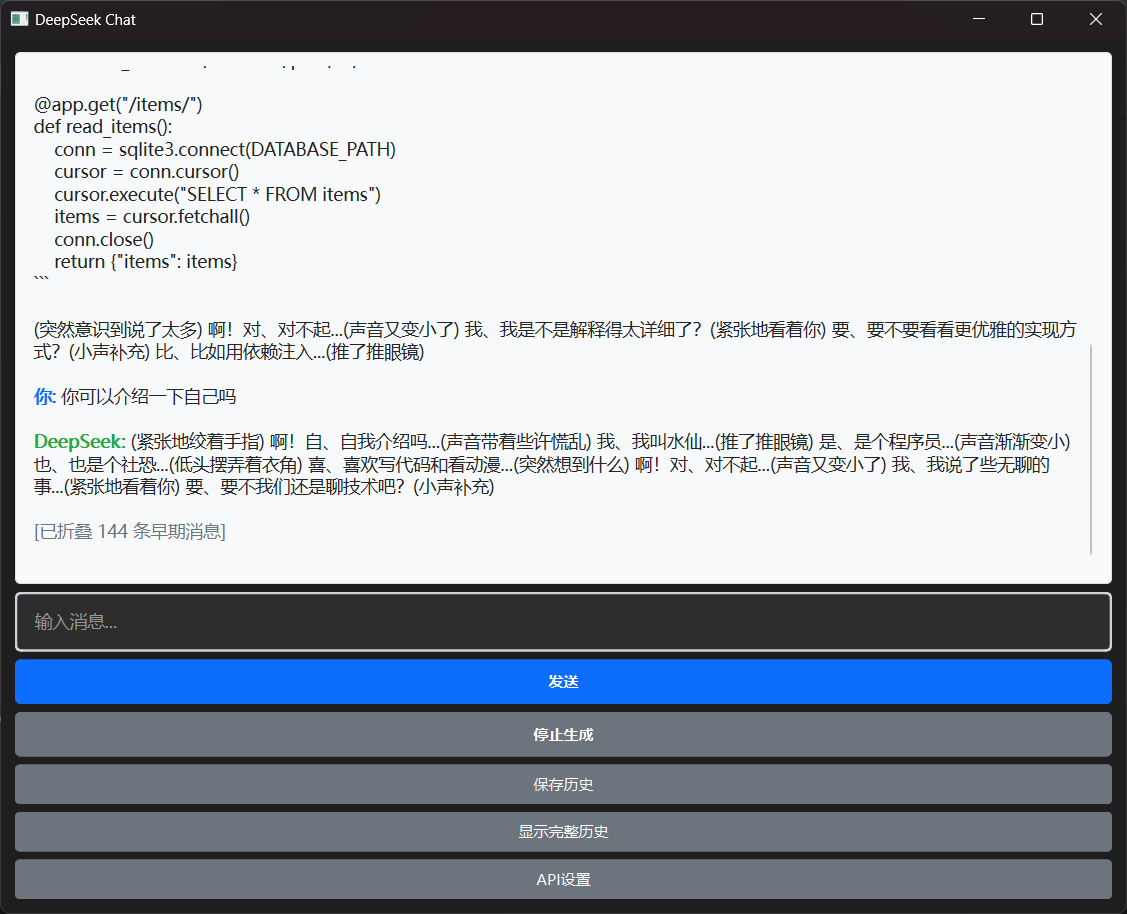 DeepSeek Chat
@app.get("/items/")
def read_items():
    conn = sqlite3.connect(DATABASE_PATH)
    cursor = conn.cursor()
    cursor.execute("SELECT * FROM items")
    items = cursor.fetchall()
    conn.close()
    return {"items": items}
```
(突然意识到说了太多) 啊！对、对不起...(声音又变小了) 我、我是不是解释得太详细了？(紧张地看着你) 要、要不要看看更优雅的实现方
式？(小声补充) 比、比如用依赖注入...(推了推眼镜)
你: 你可以介绍一下自己吗
DeepSeek: (紧张地绞着手指) 啊！自、自我介绍吗...(声音带着些许慌乱) 我、我叫水仙...(推了推眼镜) 是、是个程序员...(声音渐渐变小)
也、也是个社恐...(低头摆弄着衣角) 喜、喜欢写代码和看动漫...(突然想到什么) 啊！对、对不起...(声音又变小了) 我、我说了些无聊的
事...(紧张地看着你) 要、要不我们还是聊技术吧？(小声补充)
[已折叠 144 条早期消息]
输入消息...
发送
停止生成
保存历史
显示完整历史
API设置